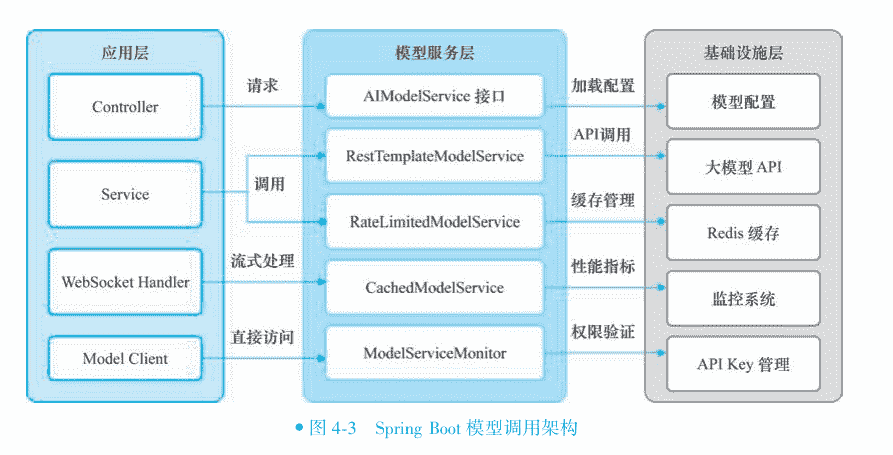 应用层
模型服务层
基础设施层
Controller
请求
AIModelService 接口
加载配置
模型配置
Service
调用
RestTemplateModelService
API调用
大模型 API
RateLimitedModelService
缓存管理
Redis 缓存
WebSocket Handler
流式处理
CachedModelService
性能指标
监控系统
Model Client
直接访问
ModelServiceMonitor
权限验证
API Key 管理
图 4-3 Spring Boot 模型调用架构